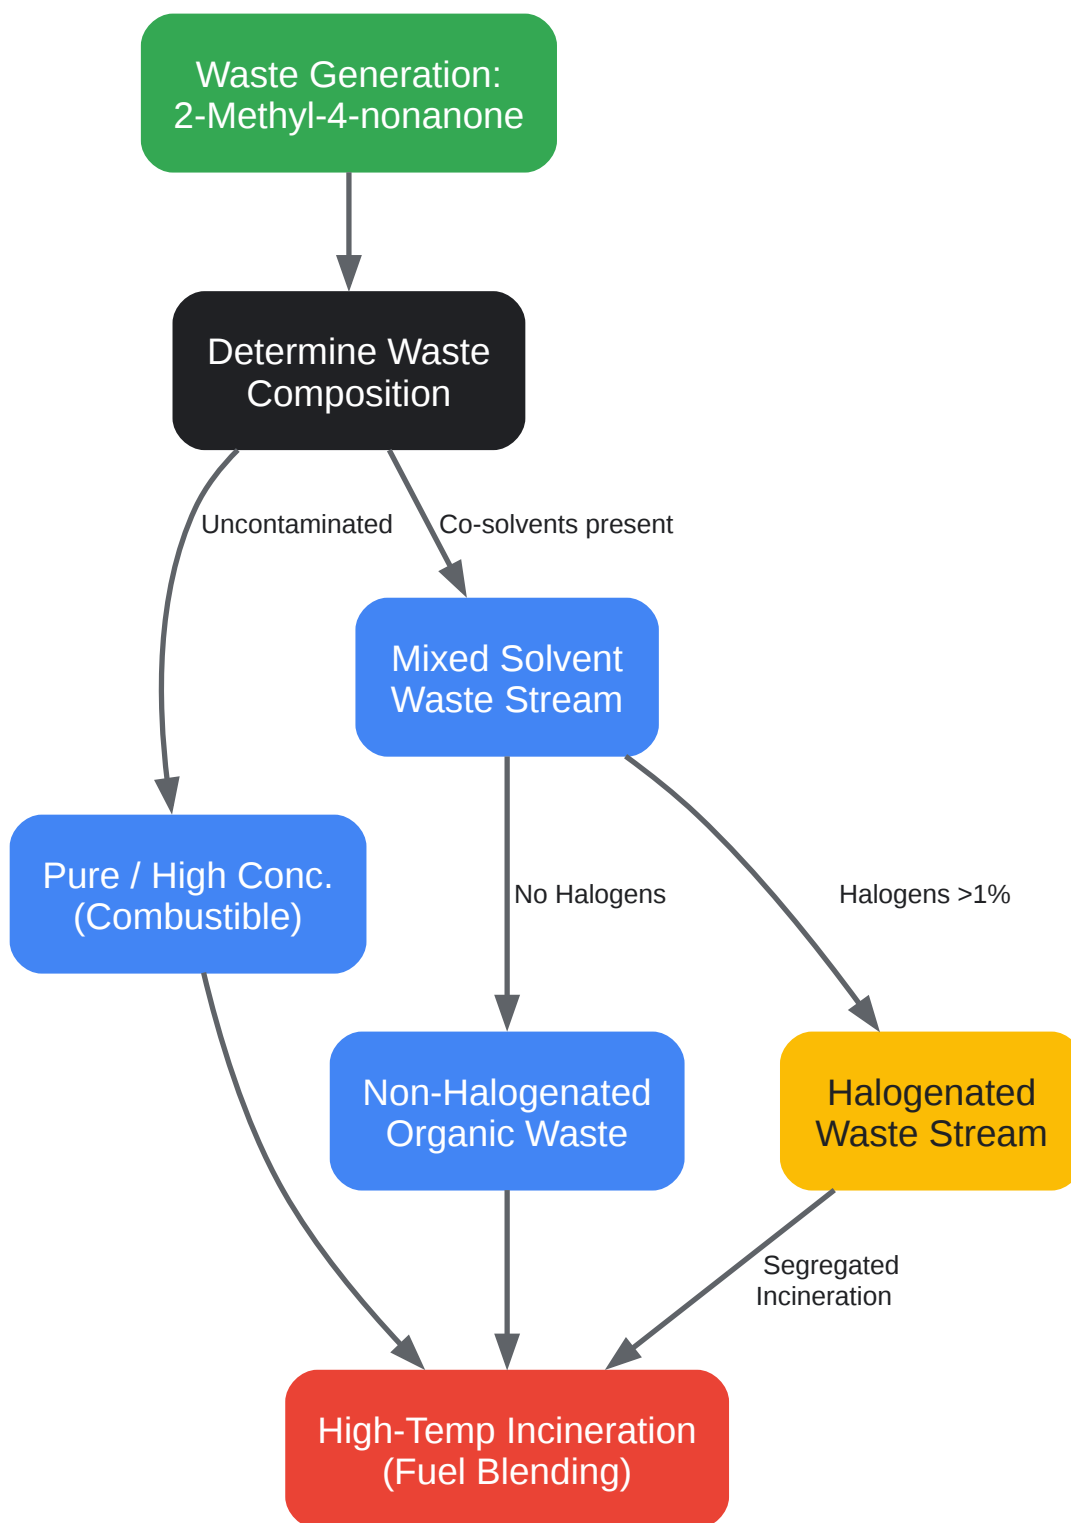 Waste Generation:
2-Methyl-4-nonanone
Determine Waste
Composition
Uncontaminated
Co-solvents present
Mixed Solvent
Waste Stream
Pure / High Conc.
(Combustible)
No Halogens
Halogens >1%
Non-Halogenated
Organic Waste
Halogenated
Waste Stream
Segregated
Incineration
High-Temp Incineration
(Fuel Blending)